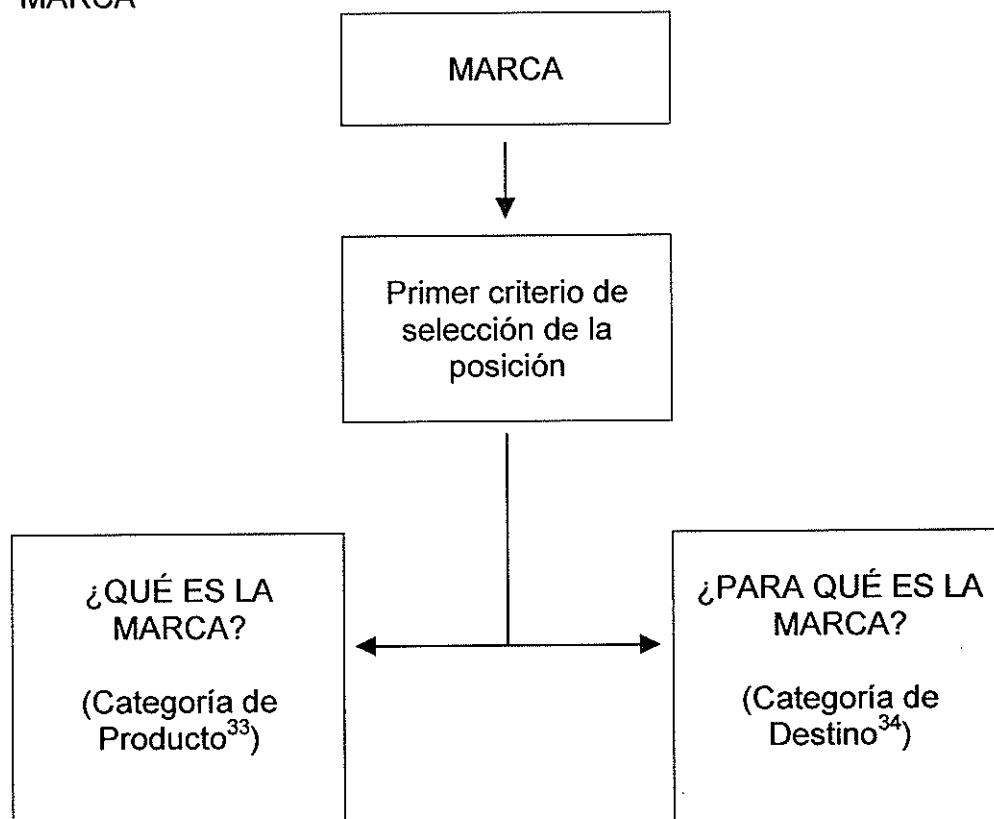 MARCA
MARCA
Primer criterio de
selección de la
posición
¿QUÉ ES LA
MARCA?
(Categoría de
Producto³³)
¿PARA QUÉ ES LA
MARCA?
(Categoría de
Destino³⁴)